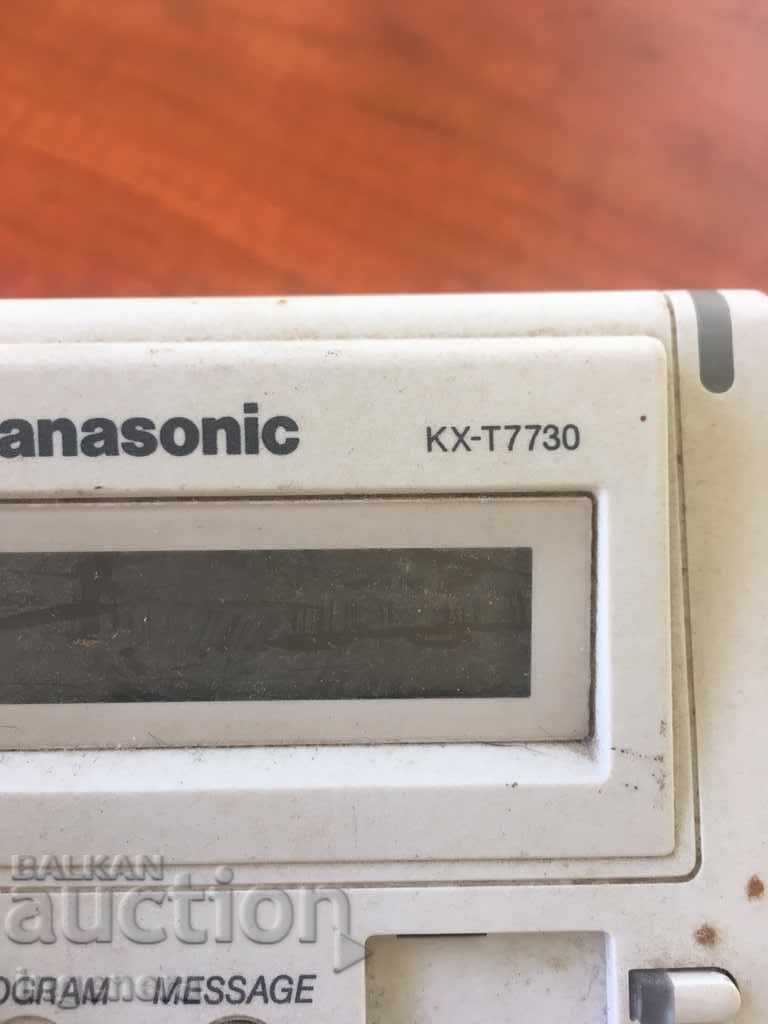 anasonic KX-T7730
BALKAN
auction
OGRAM MESSAGE